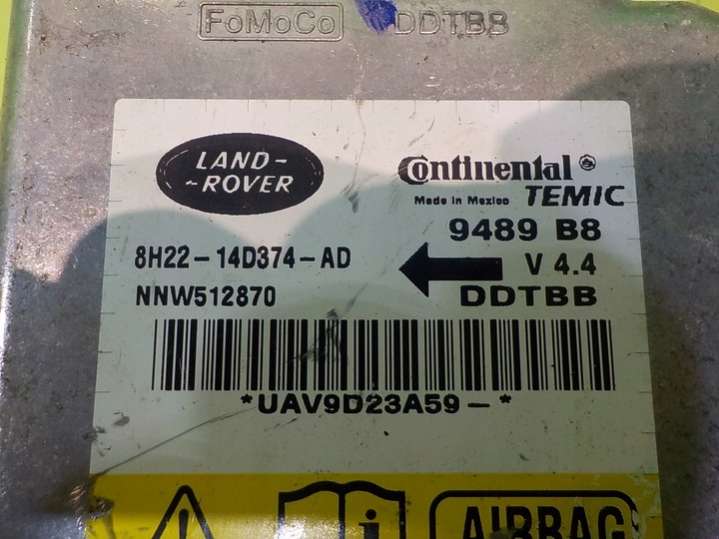 FoMoCo DDTBB
LAND-
-ROVER
Continental
Made in Mexico TEMIC
9489 B8
8H22-14D374-AD
V 4.4
NNW512870
DDTBB
*UAV9D23A59-*
i
AIRBAG